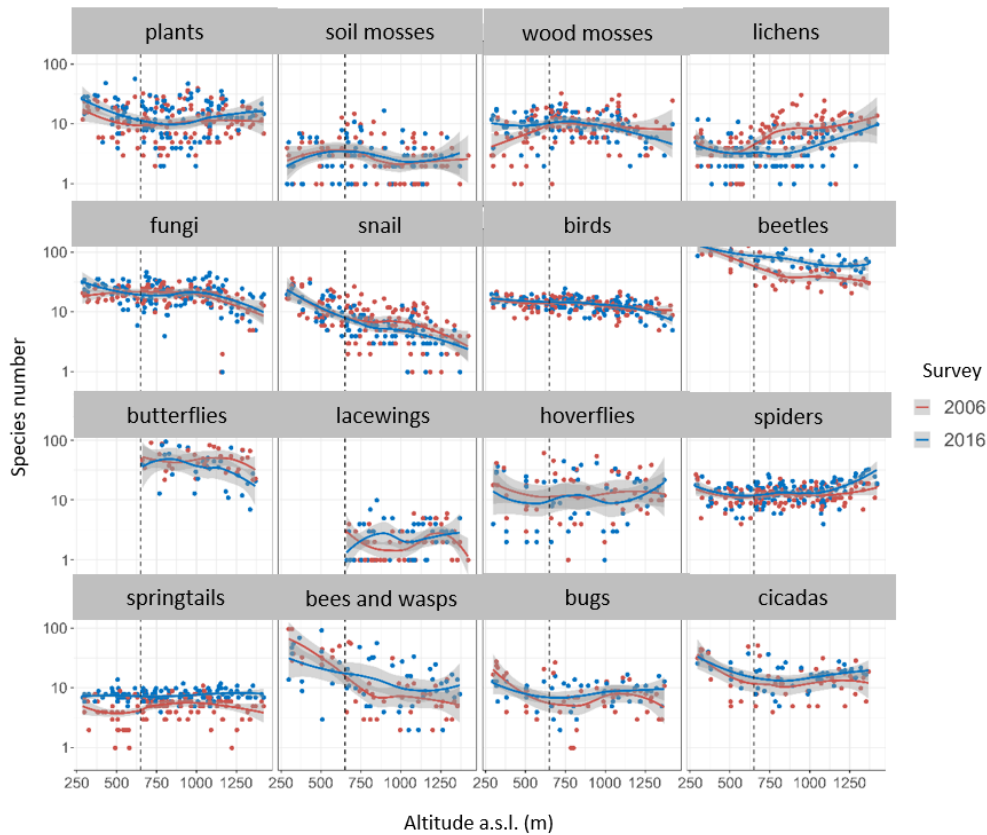 plants soil mosses wood mosses lichens
100
10
1
fungi snail birds beetles
100
10
1
butterflies lacewings hoverflies spiders
100
10
1
springtails bees and wasps bugs cicadas
100
10
1
250 500 750 1000 1250 250 500 750 1000 1250 250 500 750 1000 1250 250 500 750 1000 1250
Altitude a.s.l. (m)
Species number
Survey
2006
2016